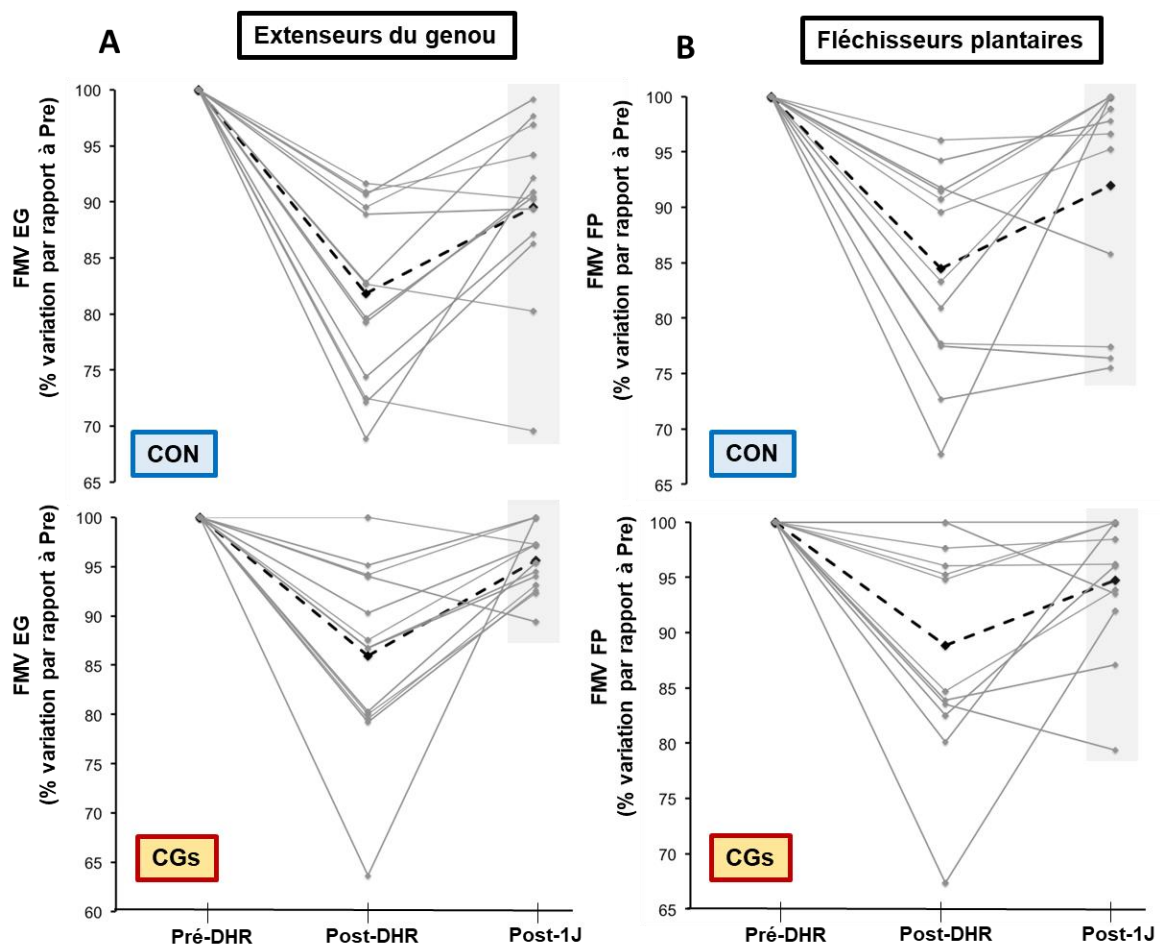 A
Extenseurs du genou
B
Fléchisseurs plantaires
FMV EG
(% variation par rapport à Pre)
100
95
90
85
80
75
70
65
CON
FMV FP
(% variation par rapport à Pre)
100
95
90
85
80
75
70
65
CON
FMV EG
(% variation par rapport à Pre)
100
95
90
85
80
75
70
65
60
CGs
FMV FP
(% variation par rapport à Pre)
100
95
90
85
80
75
70
65
CGs
Pré-DHR Post-DHR Post-1J
Pré-DHR Post-DHR Post-1J